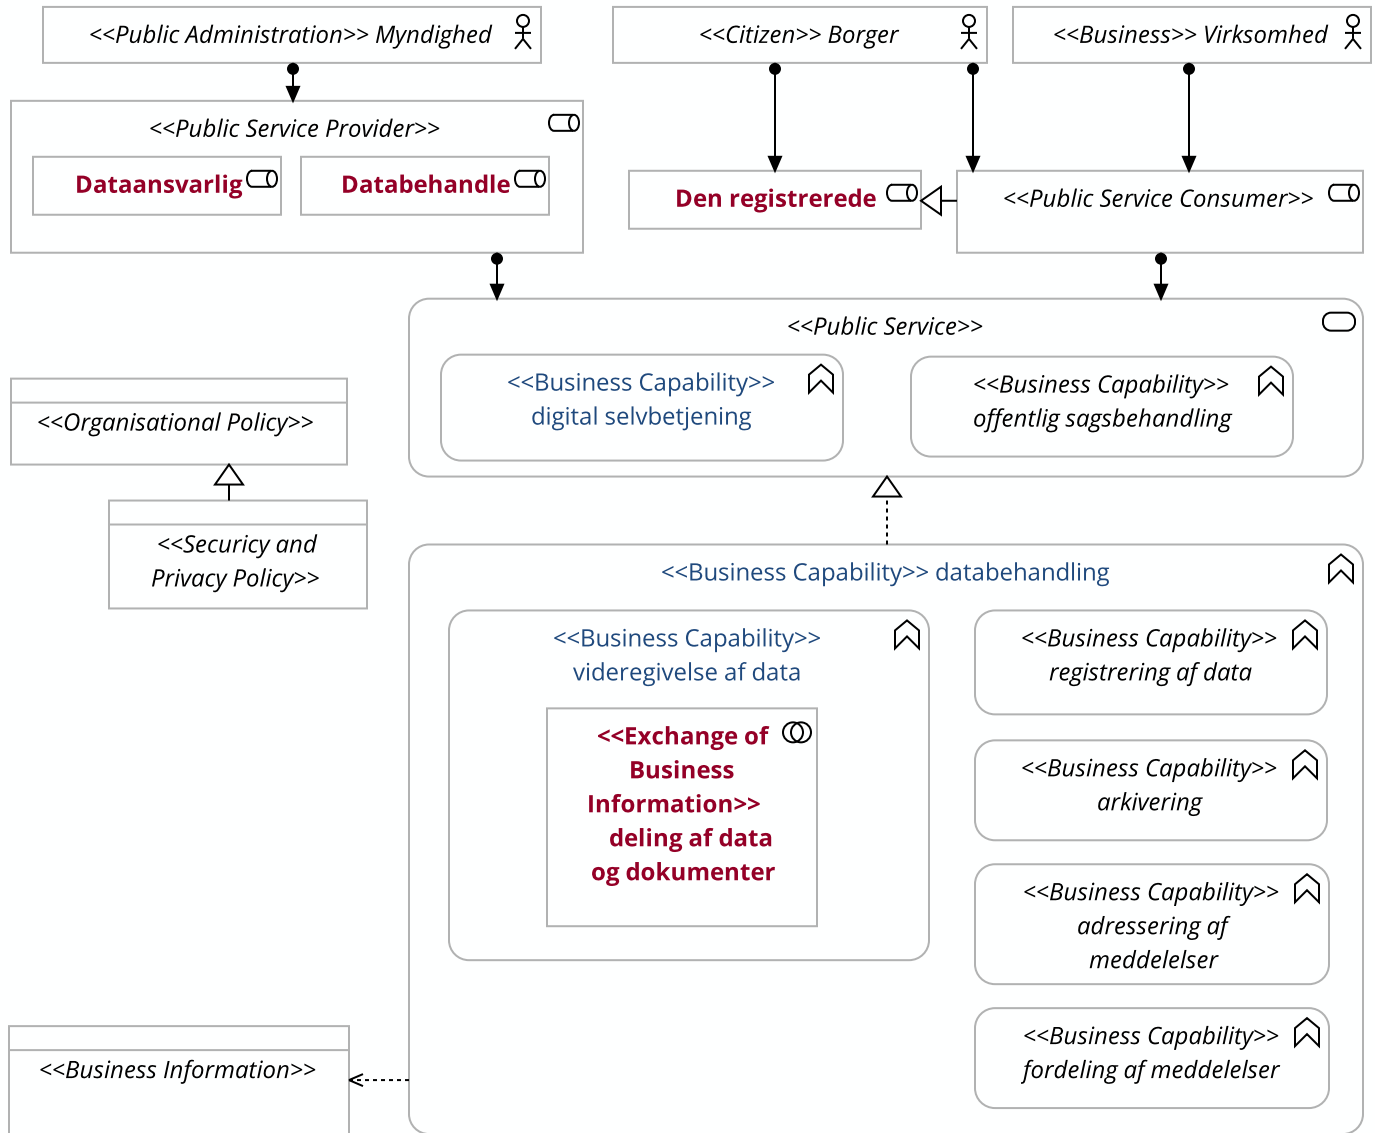 <<Public Administration>> Myndighed
<<Citizen>> Borger
<<Business>> Virksomhed
<<Public Service Provider>>
Dataansvarlig
Databehandle
Den registrerede
<<Public Service Consumer>>
<<Public Service>>
<<Business Capability>>
digital selvbetjening
<<Business Capability>>
offentlig sagsbehandling
<<Organisational Policy>>
<<Securicy and
Privacy Policy>>
<<Business Capability>> databehandling
<<Business Capability>>
videregivelse af data
<<Exchange of
Business
Information>>
deling af data
og dokumenter
<<Business Capability>>
registrering af data
<<Business Capability>>
arkivering
<<Business Capability>>
adressering af
meddelelser
<<Business Capability>>
fordeling af meddelelser
<<Business Information>>